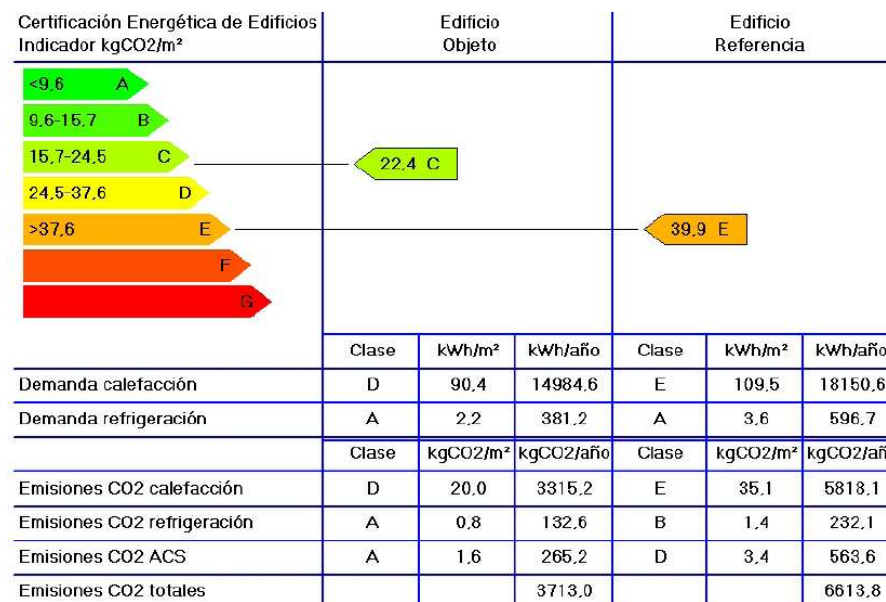 Certificación Energética de Edificios
Indicador kgCO2/m²
Edificio
Objeto
Edificio
Referencia
<9,6 A
9,6-15,7 B
15,7-24,5 C
22,4 C
24,5-37,6 D
>37,6 E
39,9 E
F
G
Clase kWh/m² kWh/año Clase kWh/m² kWh/año
Demanda calefacción D 90,4 14984,6 E 109,5 18150,6
Demanda refrigeración A 2,2 381,2 A 3,6 596,7
Clase kgCO2/m² kgCO2/año Clase kgCO2/m² kgCO2/añ
Emisiones CO2 calefacción D 20,0 3315,2 E 35,1 5818,1
Emisiones CO2 refrigeración A 0,8 132,6 B 1,4 232,1
Emisiones CO2 ACS A 1,6 265,2 D 3,4 563,6
Emisiones CO2 totales 3713,0 6613,8